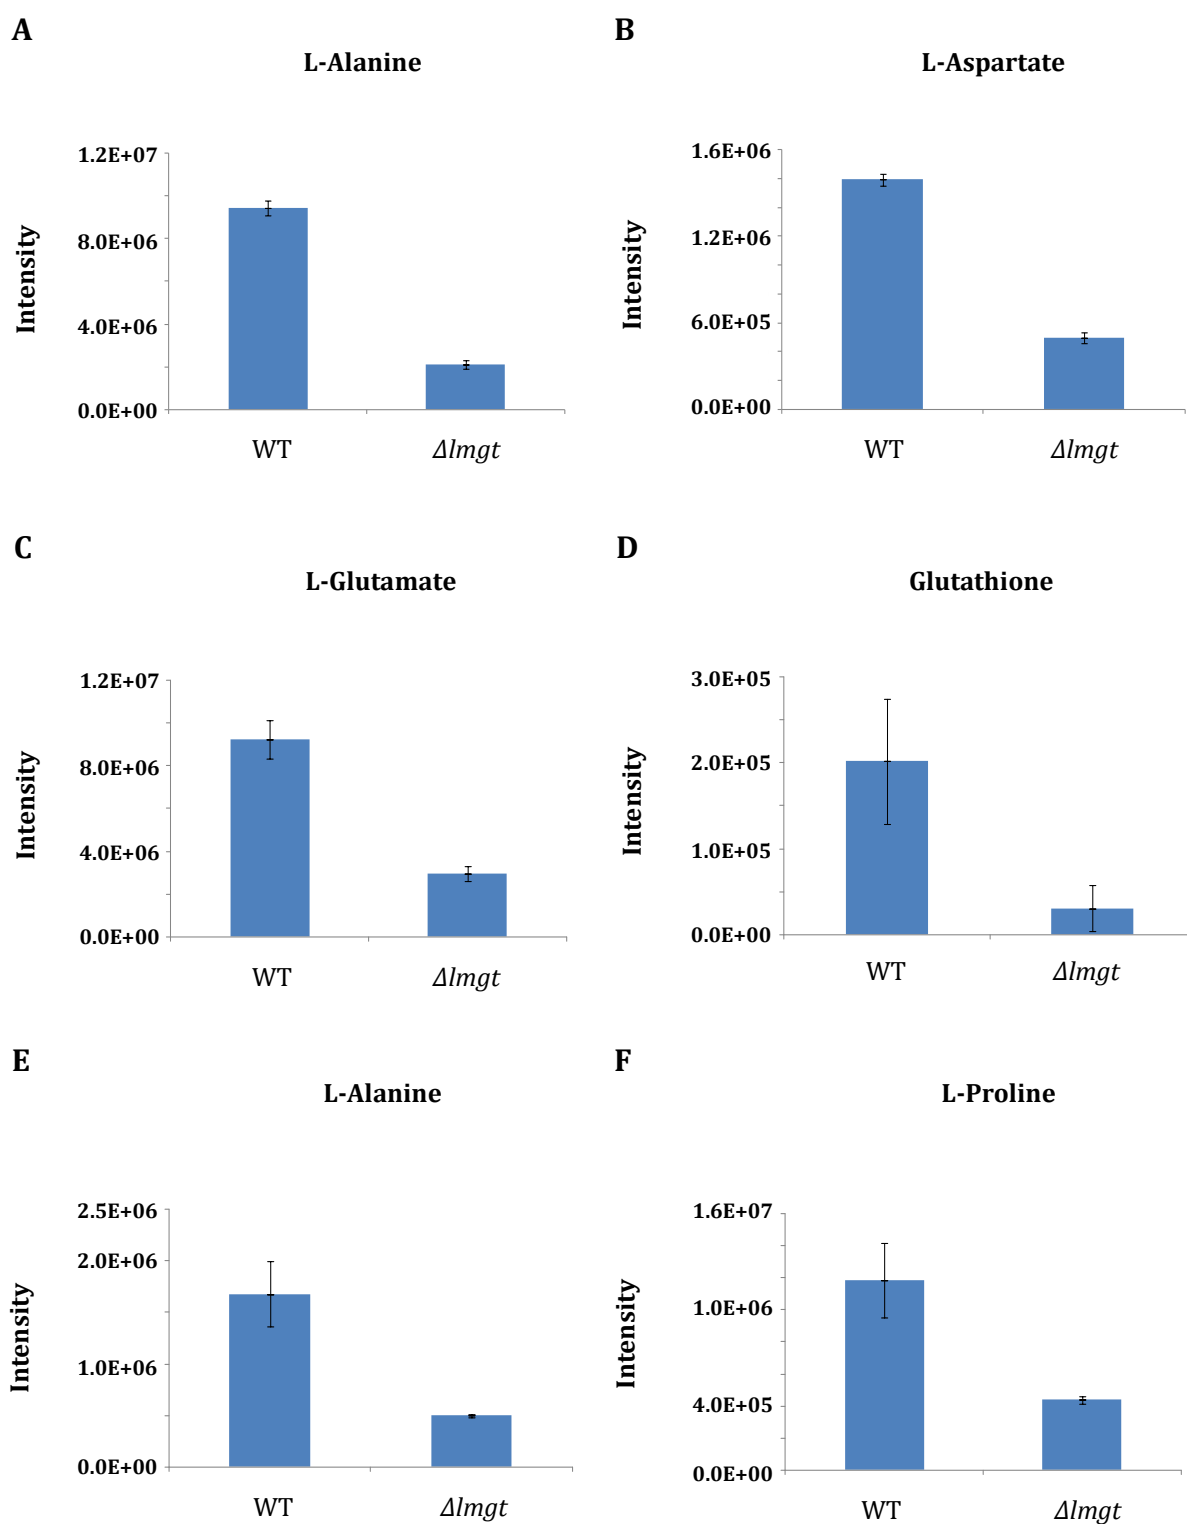 A
L-Alanine
Intensity
1.2E+07
8.0E+06
4.0E+06
0.0E+00
WT
Δlmgt
B
L-Aspartate
Intensity
1.6E+06
1.2E+06
6.0E+05
0.0E+00
WT
Δlmgt
C
L-Glutamate
Intensity
1.2E+07
8.0E+06
4.0E+06
0.0E+00
WT
Δlmgt
D
Glutathione
Intensity
3.0E+05
2.0E+05
1.0E+05
0.0E+00
WT
Δlmgt
E
L-Alanine
Intensity
2.5E+06
2.0E+06
1.0E+06
0.0E+00
WT
Δlmgt
F
L-Proline
Intensity
1.6E+07
1.0E+06
4.0E+05
0.0E+00
WT
Δlmgt